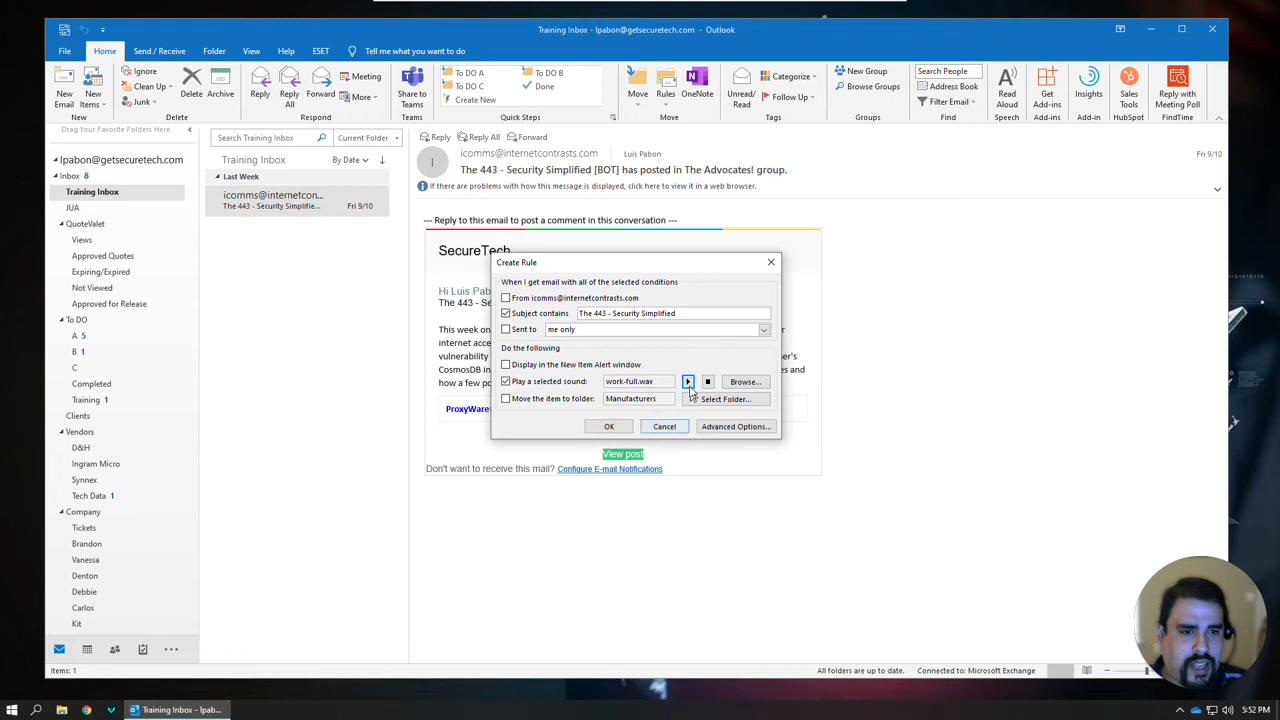 Training Inbox - lpabon@getsecuretech.com - Outlook
File Home Send / Receive Folder View Help ESET Tell me what you want to do
New Email
New Items
New
Ignore
Clean Up
Junk
Delete
Archive
Delete
Reply
Reply All
Forward
Meeting
More
Respond
Share to Teams
Teams
To DO A
To DO B
To DO C
Done
Create New
Quick Steps
Move
Rules
OneNote
Move
Unread/ Read
Categorize
Follow Up
Tags
New Group
Browse Groups
Groups
Search People
Address Book
Filter Email
Find
Read Aloud
Speech
Get Add-ins
Add-ins
Insights
Add-in
Sales Tools
HubSpot
Reply with Meeting Poll
FindTime
Drag Your Favorite Folders Here
lpabon@getsecuretech.com
Inbox 8
Training Inbox
JUA
QuoteValet
Views
Approved Quotes
Expiring/Expired
Not Viewed
Approved for Release
To DO
A 5
B 1
C
Completed
Training 1
Clients
Vendors
D&H
Ingram Micro
Synnex
Tech Data 1
Company
Tickets
Brandon
Vanessa
Denton
Debbie
Carlos
Kit
Search Training Inbox
Current Folder
Training Inbox
By Date
Last Week
icomms@internetcon...
The 443 - Security Simplifie... Fri 9/10
Reply Reply All Forward
I
icomms@internetcontrasts.com Luis Pabon
Fri 9/10
The 443 - Security Simplified [BOT] has posted in The Advocates! group.
If there are problems with how this message is displayed, click here to view it in a web browser.
--- Reply to this email to post a comment in this conversation ---
SecureTech
Hi Luis Pab
The 443 - Se
This week on
internet acce
vulnerability
er's
CosmosDB in
and how a few po
ProxyWare
View post
Don't want to receive this mail? Configure E-mail Notifications
Create Rule
When I get email with all of the selected conditions
From icomms@internetcontrasts.com
Subject contains The 443 - Security Simplified
Sent to me only
Do the following
Display in the New Item Alert window
Play a selected sound: work-full.wav Browse...
Move the item to folder: Manufacturers Select Folder...
OK Cancel Advanced Options...
Items: 1
All folders are up to date. Connected to: Microsoft Exchange
Training Inbox - lpab...
5:52 PM